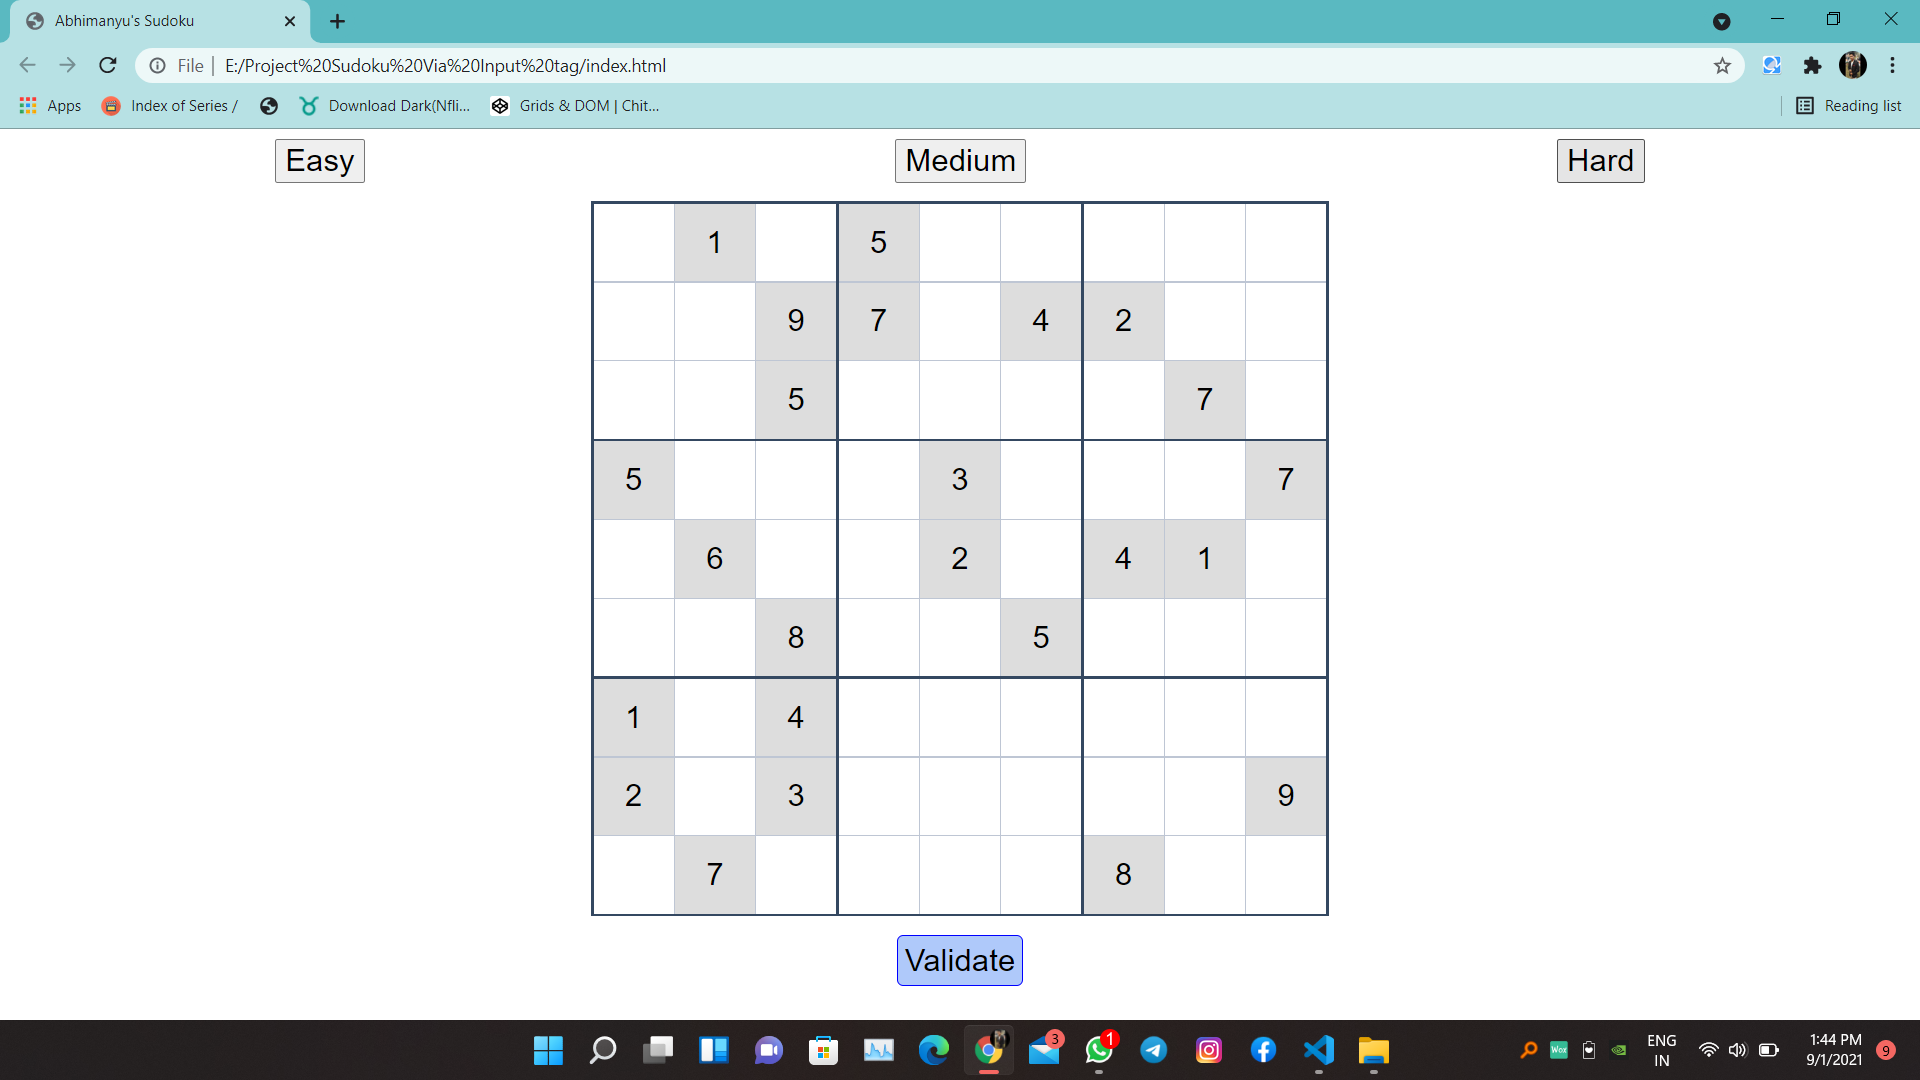 Abhimanyu's Sudoku
File | E:/Project%20Sudoku%20Via%20Input%20tag/index.html
Apps Index of Series / Download Dark(Nfli... Grids & DOM | Chit... Reading list
Easy Medium Hard
1 5
9 7 4 2
5 7
5 3 7
6 2 4 1
8 5
1 4
2 3 9
7 8
Validate
3 1 Wox ENG 1:44 PM 9
IN 9/1/2021